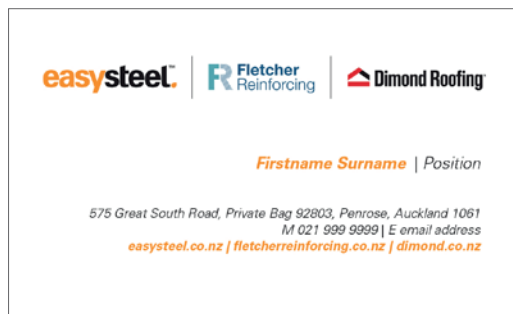 easysteel.™ | Fletcher Reinforcing | Dimond Roofing
Firstname Surname | Position
575 Great South Road, Private Bag 92803, Penrose, Auckland 1061
M 021 999 9999 | E email address
easysteel.co.nz | fletcherreinforcing.co.nz | dimond.co.nz